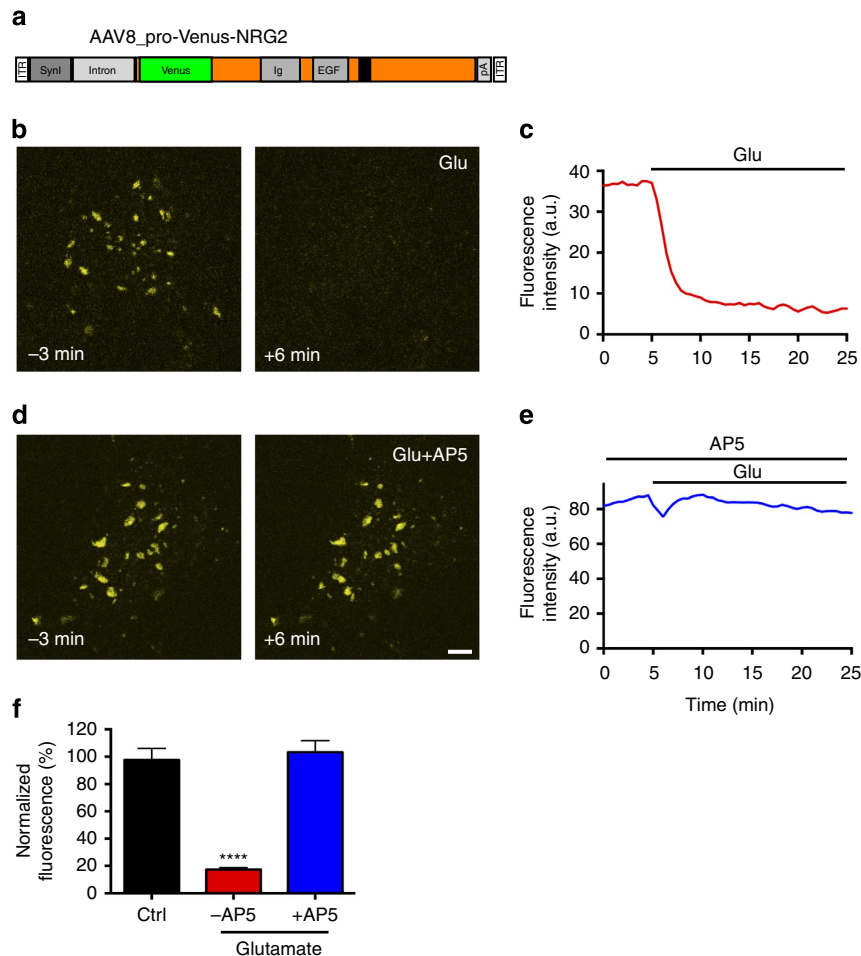 a
AAV8_pro-Venus-NRG2
ITR SynI Intron Venus Ig EGF pA ITR
b
Glu
–3 min
+6 min
c
Glu
Fluorescence
intensity (a.u.)
40
30
20
10
0
0 5 10 15 20 25
d
Glu+AP5
–3 min
+6 min
e
AP5
Glu
Fluorescence
intensity (a.u.)
80
60
40
20
0
0 5 10 15 20 25
Time (min)
f
Normalized
fluorescence (%)
120
100
80
60
40
20
0
****
Ctrl –AP5 +AP5
Glutamate